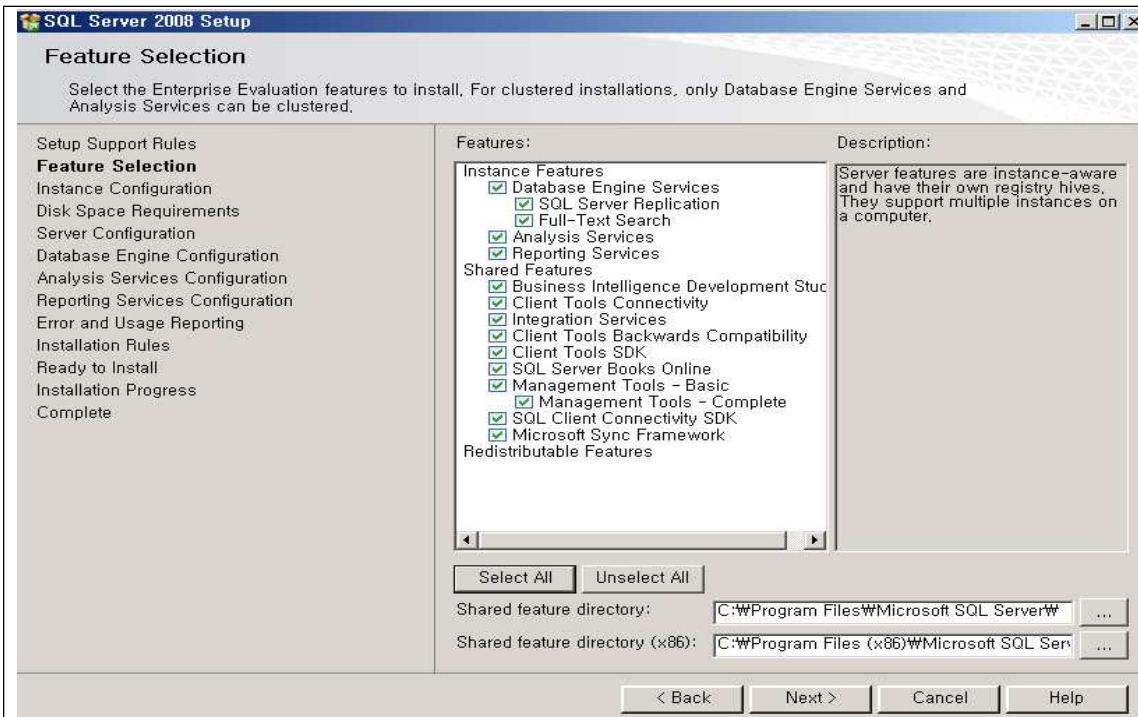 SQL Server 2008 Setup
Feature Selection
Select the Enterprise Evaluation features to install. For clustered installations, only Database Engine Services and
Analysis Services can be clustered.
Setup Support Rules
Feature Selection
Instance Configuration
Disk Space Requirements
Server Configuration
Database Engine Configuration
Analysis Services Configuration
Reporting Services Configuration
Error and Usage Reporting
Installation Rules
Ready to Install
Installation Progress
Complete
Features:
Instance Features
Database Engine Services
SQL Server Replication
Full-Text Search
Analysis Services
Reporting Services
Shared Features
Business Intelligence Development Stuc
Client Tools Connectivity
Integration Services
Client Tools Backwards Compatibility
Client Tools SDK
SQL Server Books Online
Management Tools - Basic
Management Tools - Complete
SQL Client Connectivity SDK
Microsoft Sync Framework
Redistributable Features
Description:
Server features are instance-aware
and have their own registry hives.
They support multiple instances on
a computer.
Select All
Unselect All
Shared feature directory:
C:₩Program Files₩Microsoft SQL Server₩
...
Shared feature directory (x86):
C:₩Program Files (x86)₩Microsoft SQL Serv
...
< Back
Next >
Cancel
Help